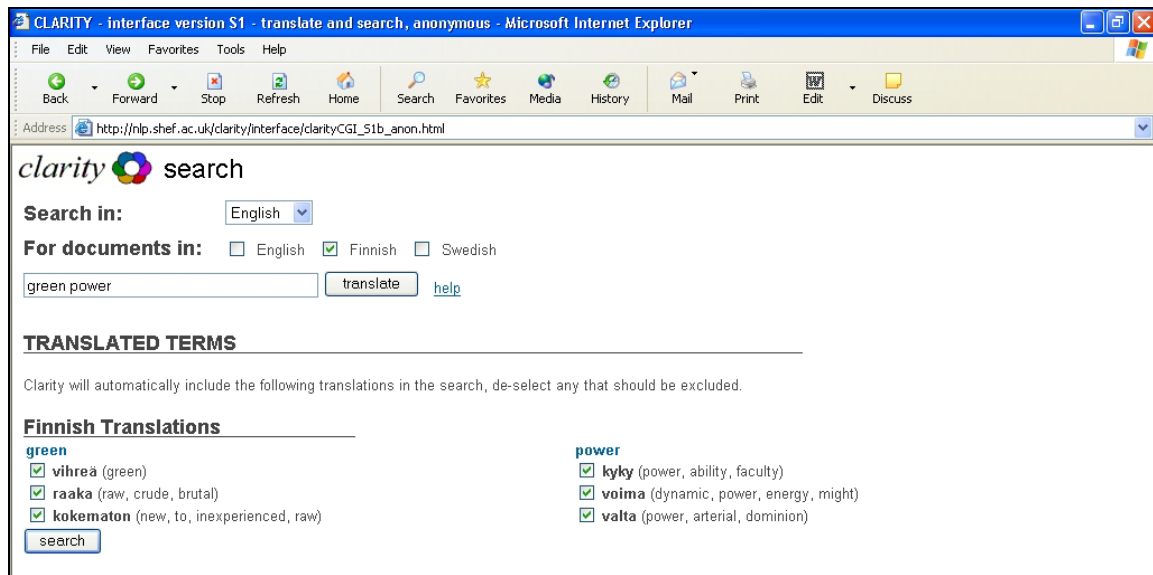 CLARITY - interface version S1 - translate and search, anonymous - Microsoft Internet Explorer
File Edit View Favorites Tools Help
Back Forward Stop Refresh Home Search Favorites Media History Mail Print Edit Discuss
Address http://nlp.shef.ac.uk/clarity/interface/clarityCGI_S1b_anon.html
clarity search
Search in: English
For documents in: English Finnish Swedish
green power translate help
TRANSLATED TERMS
Clarity will automatically include the following translations in the search, de-select any that should be excluded.
Finnish Translations
green power
vihreä (green) kyky (power, ability, faculty)
raaka (raw, crude, brutal) voima (dynamic, power, energy, might)
kokematon (new, to, inexperienced, raw) valta (power, arterial, dominion)
search